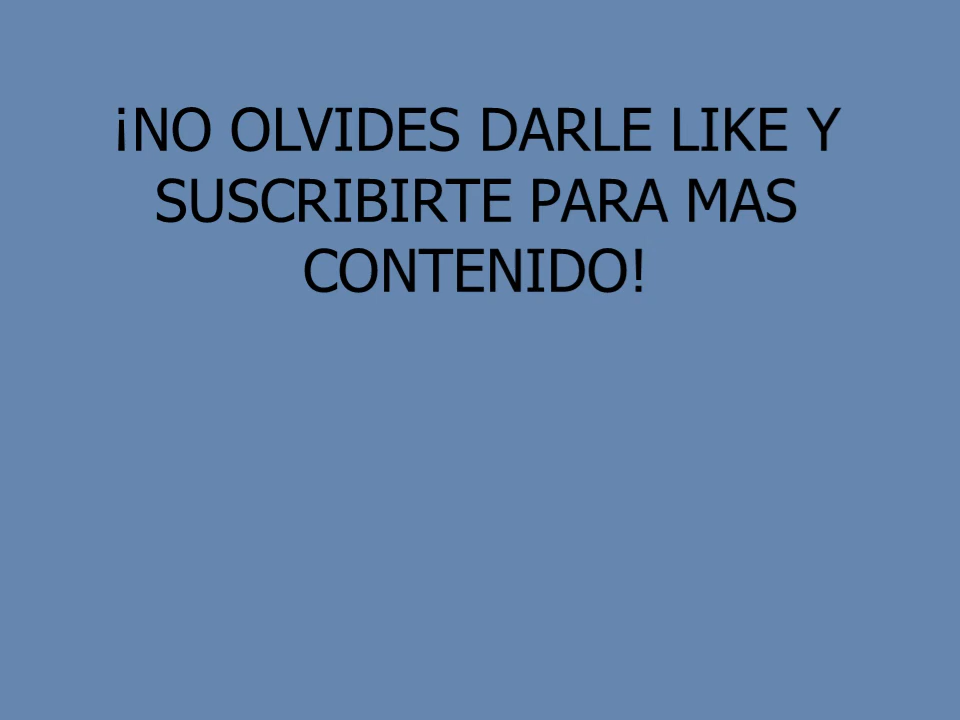 ¡NO OLVIDES DARLE LIKE Y
SUSCRIBIRTE PARA MAS
CONTENIDO!